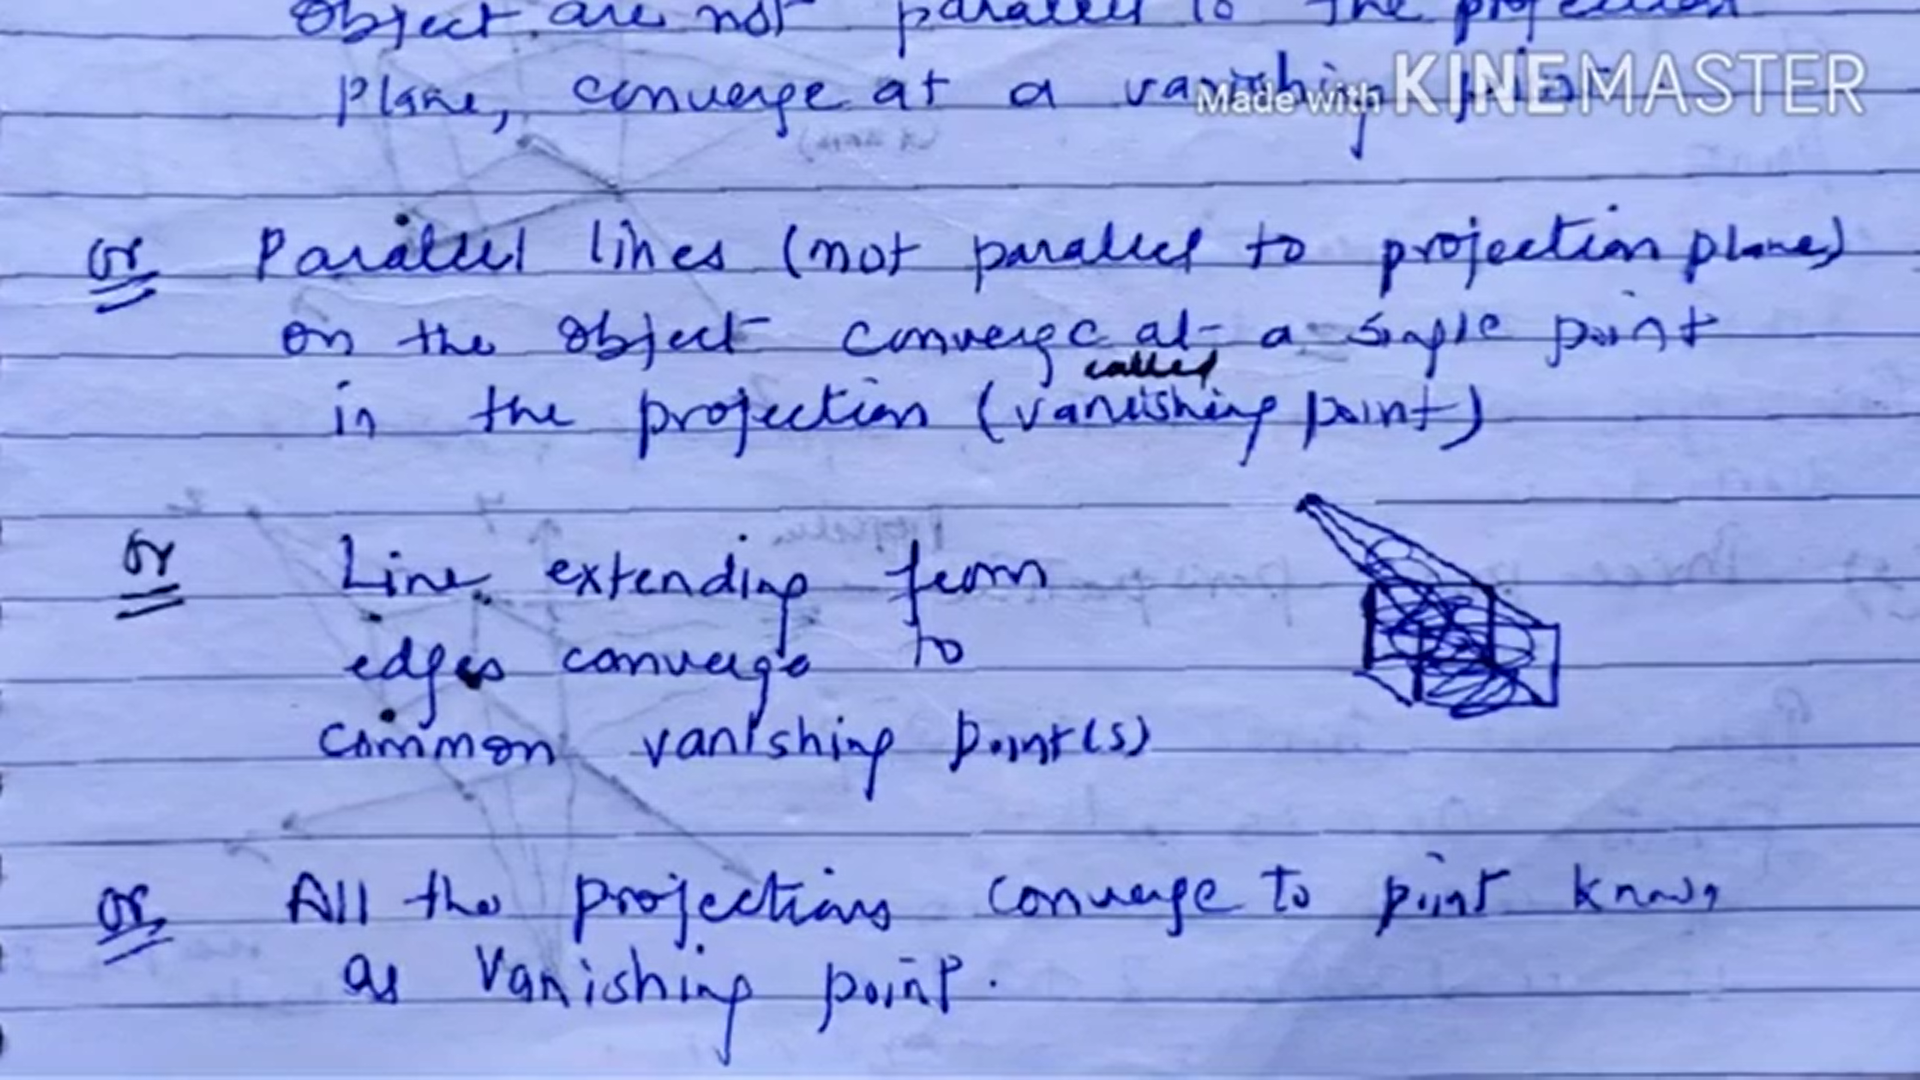 object are not parallel to the projection
plane, converge at a vanishing point
Made with KINEMASTER
or Parallel lines (not parallel to projection plane)
on the object converge at a single point
called
in the projection (vanishing point)
or Line extending from
edges converge to
common vanishing point(s)
or All the projections converge to point known
as Vanishing point.